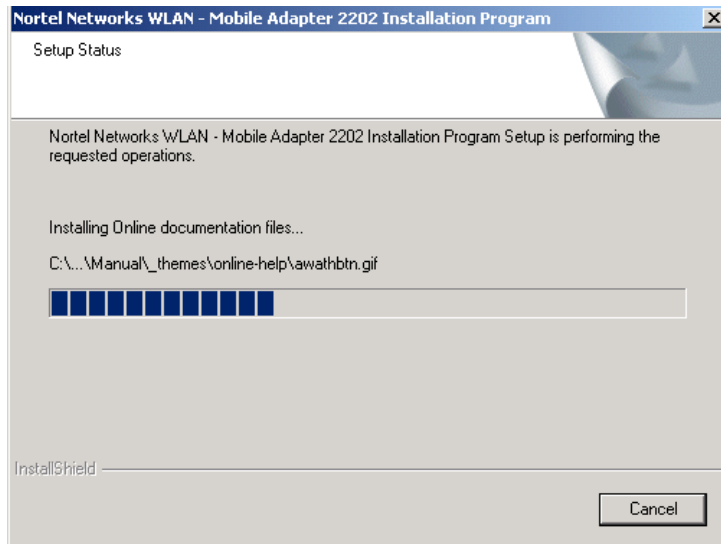 Nortel Networks WLAN - Mobile Adapter 2202 Installation Program
Setup Status
Nortel Networks WLAN - Mobile Adapter 2202 Installation Program Setup is performing the
requested operations.
Installing Online documentation files...
C:\...\Manual\_themes\online-help\awathbtn.gif
InstallShield
Cancel